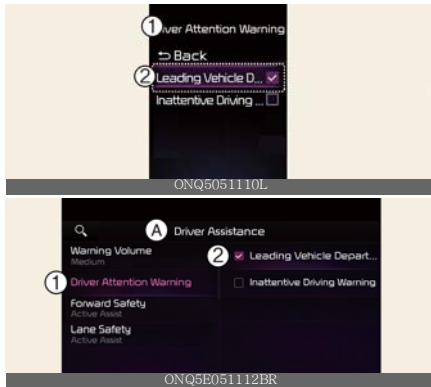 ① Driver Attention Warning
Back
② Leading Vehicle D...
Inattentive Driving ...
ONQ5051110L
Ⓐ Driver Assistance
Warning Volume
Medium
② Leading Vehicle Depart...
① Driver Attention Warning
Inattentive Driving Warning
Forward Safety
Active Assist
Lane Safety
Active Assist
ONQ5E051112BR